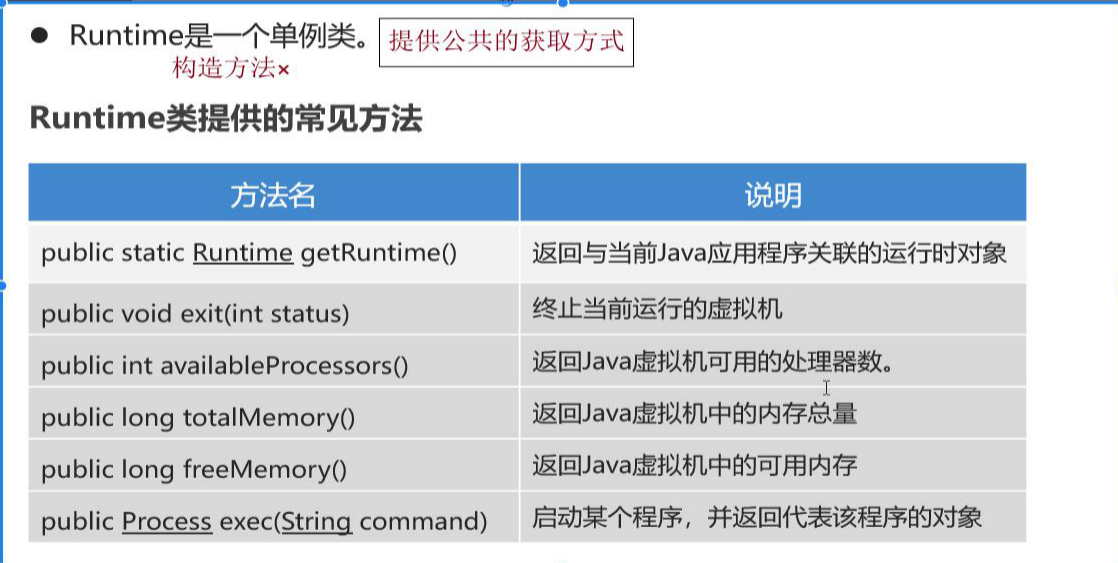 ● Runtime是一个单例类。 提供公共的获取方式
构造方法×
Runtime类提供的常见方法
方法名 说明
public static Runtime getRuntime() 返回与当前Java应用程序关联的运行时对象
public void exit(int status) 终止当前运行的虚拟机
public int availableProcessors() 返回Java虚拟机可用的处理器数。
public long totalMemory() 返回Java虚拟机中的内存总量
public long freeMemory() 返回Java虚拟机中的可用内存
public Process exec(String command) 启动某个程序，并返回代表该程序的对象